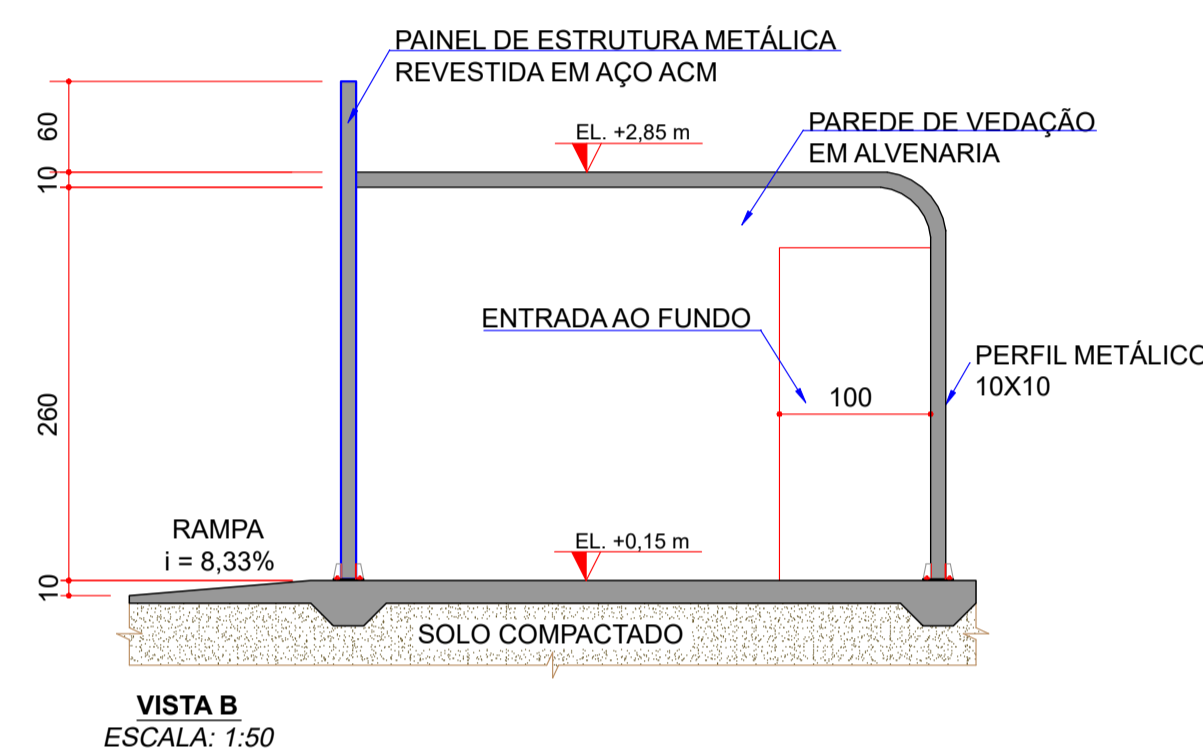 PAINEL DE ESTRUTURA METÁLICA
REVESTIDA EM AÇO ACM
60
EL. +2,85 m
PAREDE DE VEDAÇÃO
EM ALVENARIA
10
ENTRADA AO FUNDO
PERFIL METÁLICO
10X10
100
260
RAMPA
i = 8,33%
EL. +0,15 m
10
SOLO COMPACTADO
VISTA B
ESCALA: 1:50